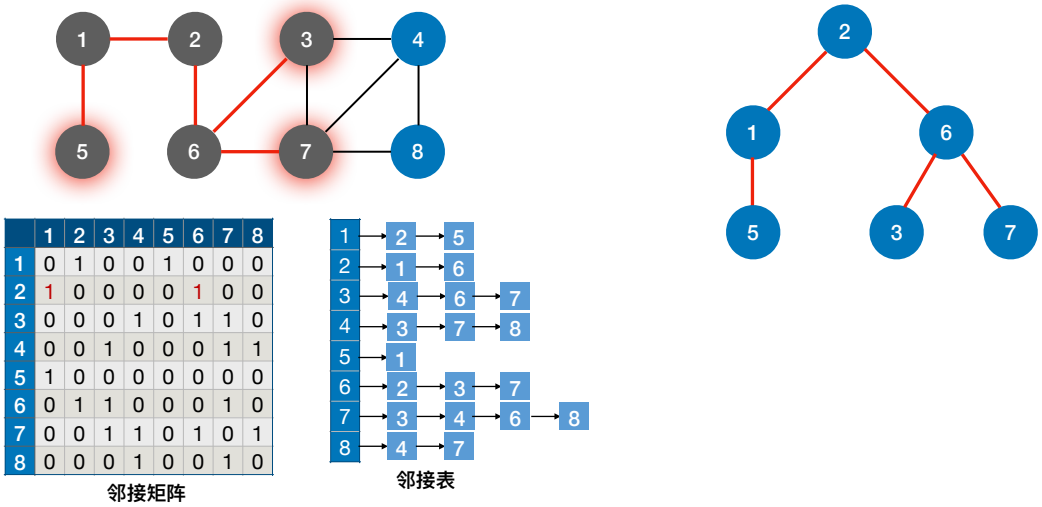 1 2 3 4
5 6 7 8
2
1 6
5 3 7
1 2 3 4 5 6 7 8
1 0 1 0 0 1 0 0 0
2 1 0 0 0 0 1 0 0
3 0 0 0 1 0 1 1 0
4 0 0 1 0 0 0 1 1
5 1 0 0 0 0 0 0 0
6 0 1 1 0 0 0 1 0
7 0 0 1 1 0 1 0 1
8 0 0 0 1 0 0 1 0
邻接矩阵
1 2 5
2 1 6
3 4 6 7
4 3 7 8
5 1
6 2 3 7
7 3 4 6 8
8 4 7
邻接表